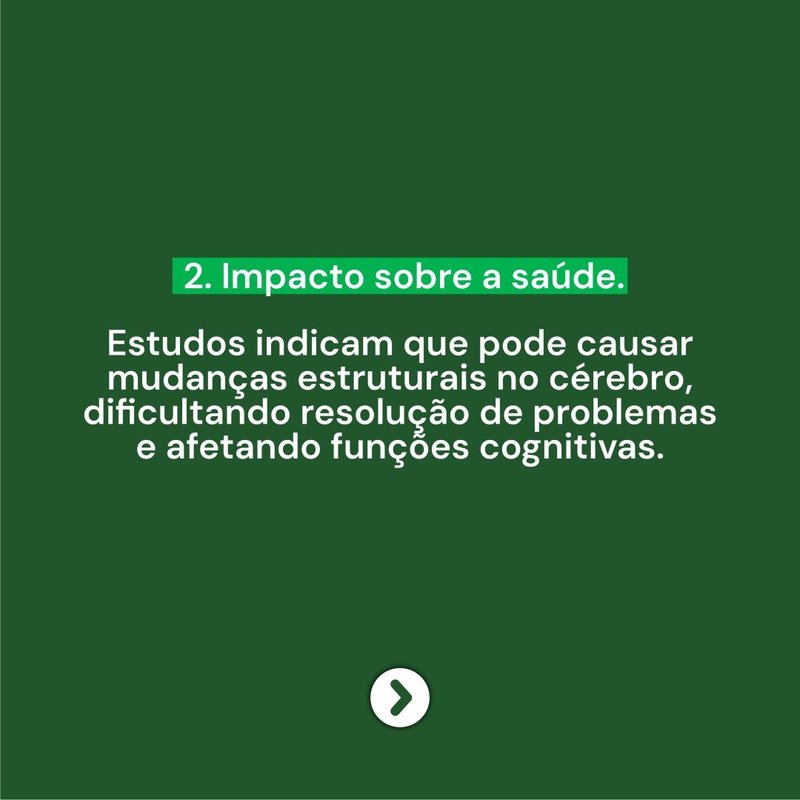 2. Impacto sobre a saúde.
Estudos indicam que pode causar
mudanças estruturais no cérebro,
dificultando resolução de problemas
e afetando funções cognitivas.